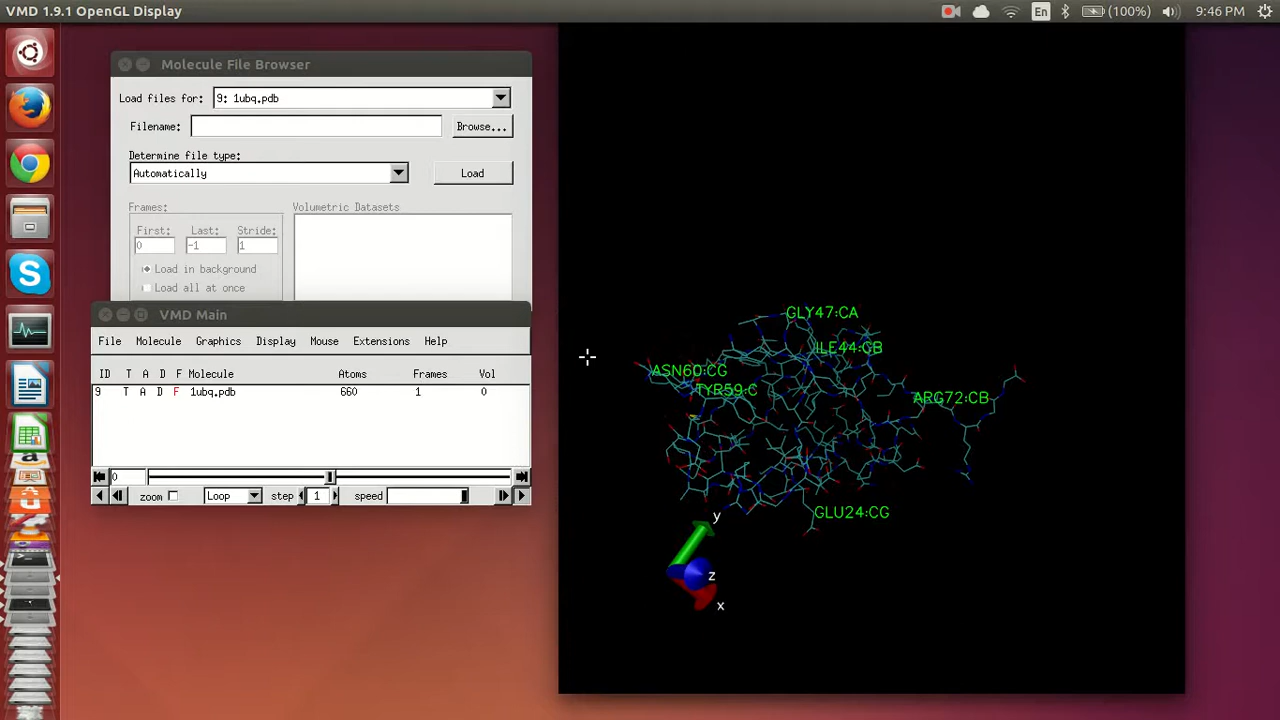 VMD 1.9.1 OpenGL Display
En
(100%)
9:46 PM
Molecule File Browser
Load files for: 9: 1ubq.pdb
Filename:
Browse...
Determine file type:
Automatically
Load
Frames:
Volumetric Datasets
First: Last: Stride:
0 -1 1
Load in background
Load all at once
VMD Main
File Molecule Graphics Display Mouse Extensions Help
ID T A D F Molecule Atoms Frames Vol
9 T A D F 1ubq.pdb 660 1 0
0
zoom Loop step 1 speed
GLY47:CA
ILE44:CB
ASN60:CG
TYR59:C
ARG72:CB
GLU24:CG
y
z
x